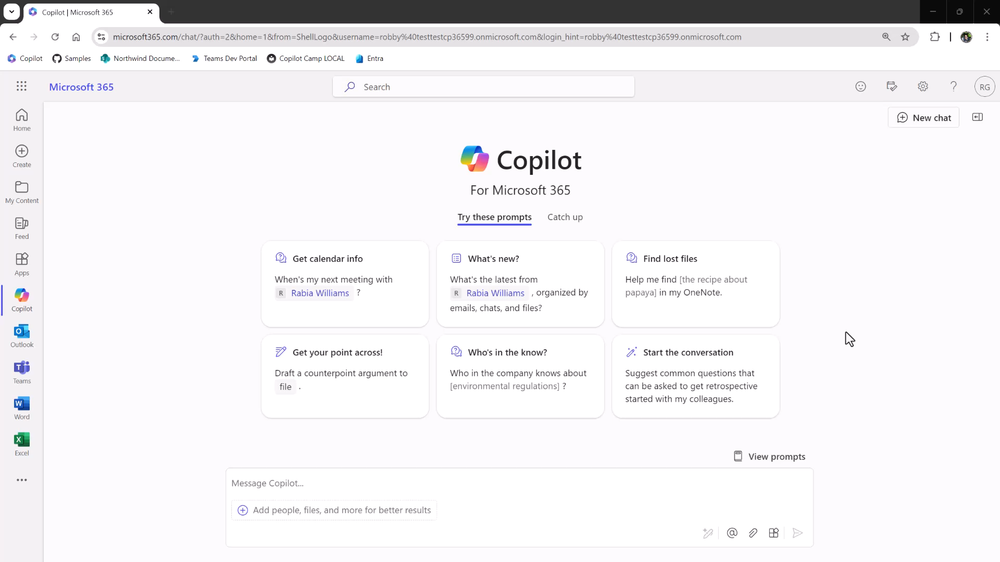 Copilot | Microsoft 365
microsoft365.com/chat/?auth=2&home=1&from=ShellLogo&username=robby%40testtestcp36599.onmicrosoft.com&login_hint=robby%40testtestcp36599.onmicrosoft.com
Copilot
Samples
Northwind Docume...
Teams Dev Portal
Copilot Camp LOCAL
Entra
Microsoft 365
Search
RG
Home
Create
My Content
Feed
Apps
Copilot
Outlook
Teams
Word
Excel
New chat
Copilot
For Microsoft 365
Try these prompts
Catch up
Get calendar info
When's my next meeting with
R Rabia Williams ?
What's new?
What's the latest from
R Rabia Williams , organized by
emails, chats, and files?
Find lost files
Help me find [the recipe about
papaya] in my OneNote.
Get your point across!
Draft a counterpoint argument to
file .
Who's in the know?
Who in the company knows about
[environmental regulations] ?
Start the conversation
Suggest common questions that
can be asked to get retrospective
started with my colleagues.
View prompts
Message Copilot...
Add people, files, and more for better results